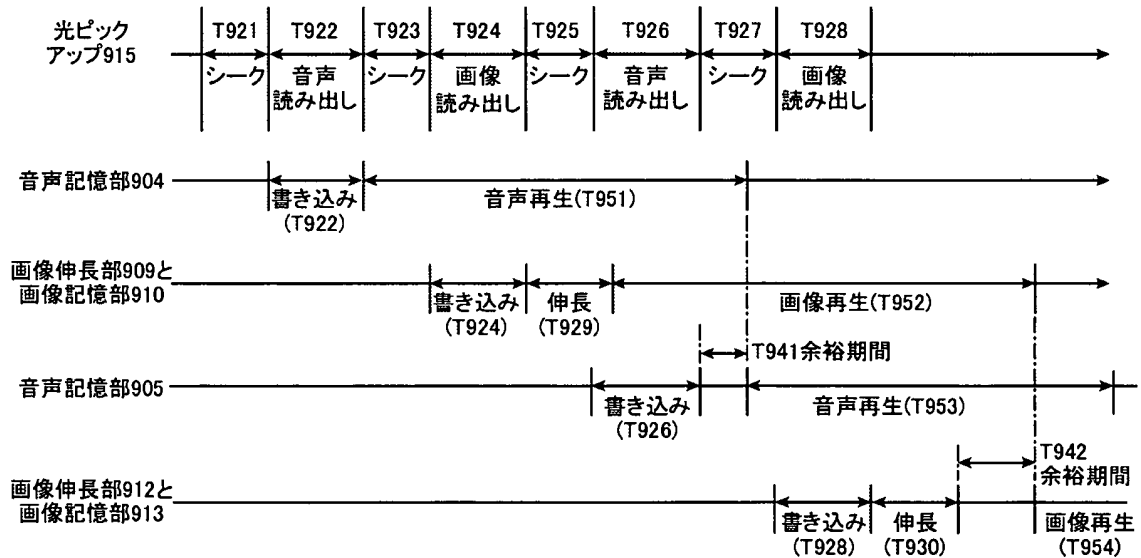 光ピック
アップ915
T921 T922 T923 T924 T925 T926 T927 T928
シーク 音声 シーク 画像 シーク 音声 シーク 画像
読み出し 読み出し 読み出し 読み出し
音声記憶部904
書き込み 音声再生(T951)
(T922)
画像伸長部909と
画像記憶部910
書き込み 伸長 画像再生(T952)
(T924) (T929)
T941余裕期間
音声記憶部905
書き込み 音声再生(T953)
(T926)
T942
余裕期間
画像伸長部912と
画像記憶部913
書き込み 伸長 画像再生
(T928) (T930) (T954)